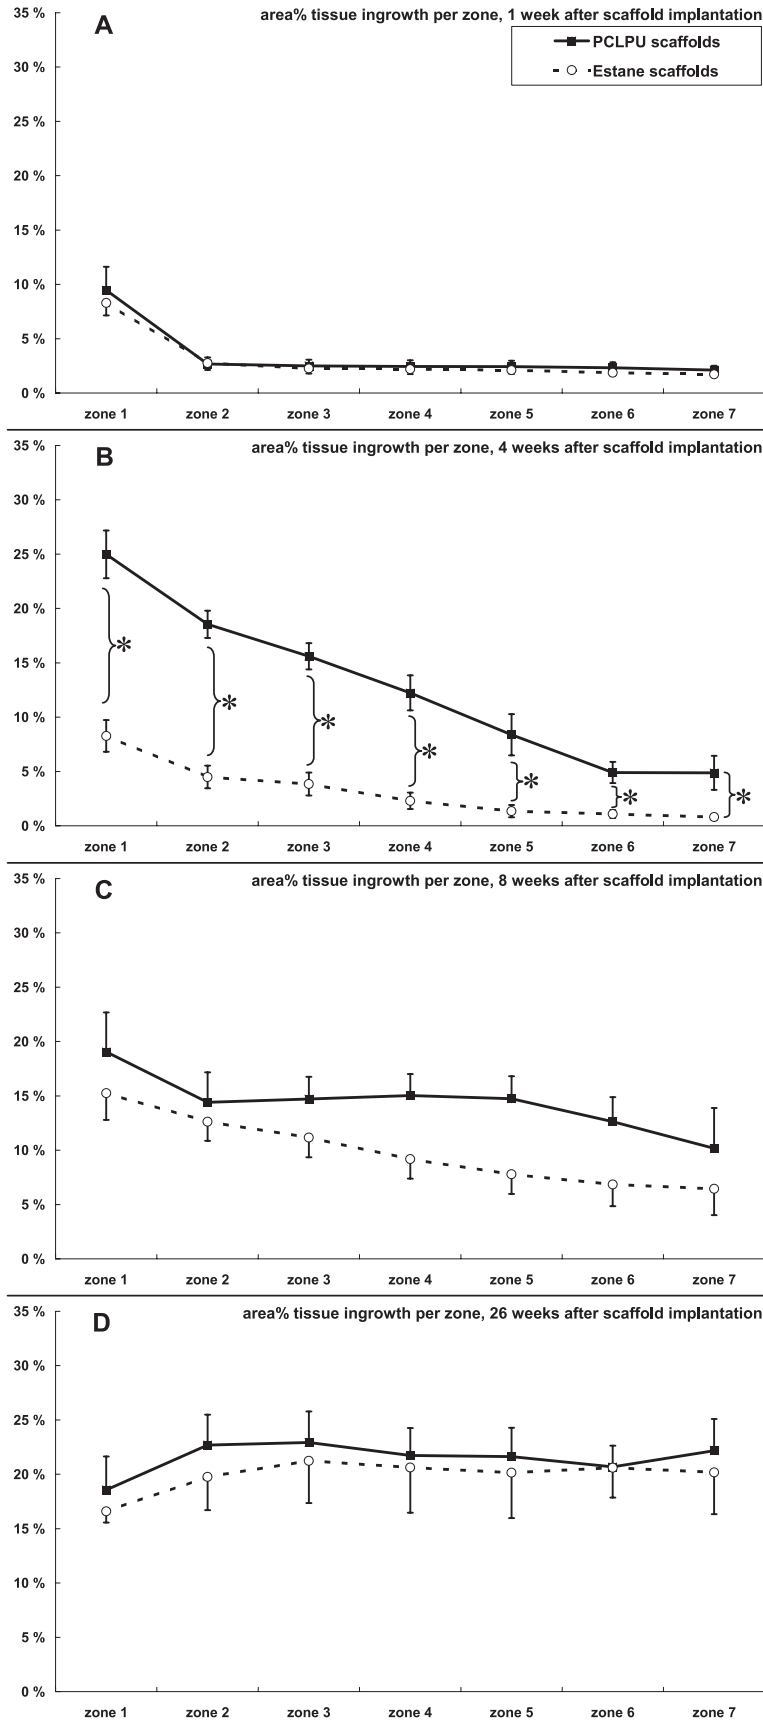 A
area% tissue ingrowth per zone, 1 week after scaffold implantation
PCLPU scaffolds
Estane scaffolds
35 %
30 %
25 %
20 %
15 %
10 %
5 %
0 %
zone 1 zone 2 zone 3 zone 4 zone 5 zone 6 zone 7
B
area% tissue ingrowth per zone, 4 weeks after scaffold implantation
35 %
30 %
25 %
20 %
15 %
10 %
5 %
0 %
* * * * * * *
zone 1 zone 2 zone 3 zone 4 zone 5 zone 6 zone 7
C
area% tissue ingrowth per zone, 8 weeks after scaffold implantation
35 %
30 %
25 %
20 %
15 %
10 %
5 %
0 %
zone 1 zone 2 zone 3 zone 4 zone 5 zone 6 zone 7
D
area% tissue ingrowth per zone, 26 weeks after scaffold implantation
35 %
30 %
25 %
20 %
15 %
10 %
5 %
0 %
zone 1 zone 2 zone 3 zone 4 zone 5 zone 6 zone 7